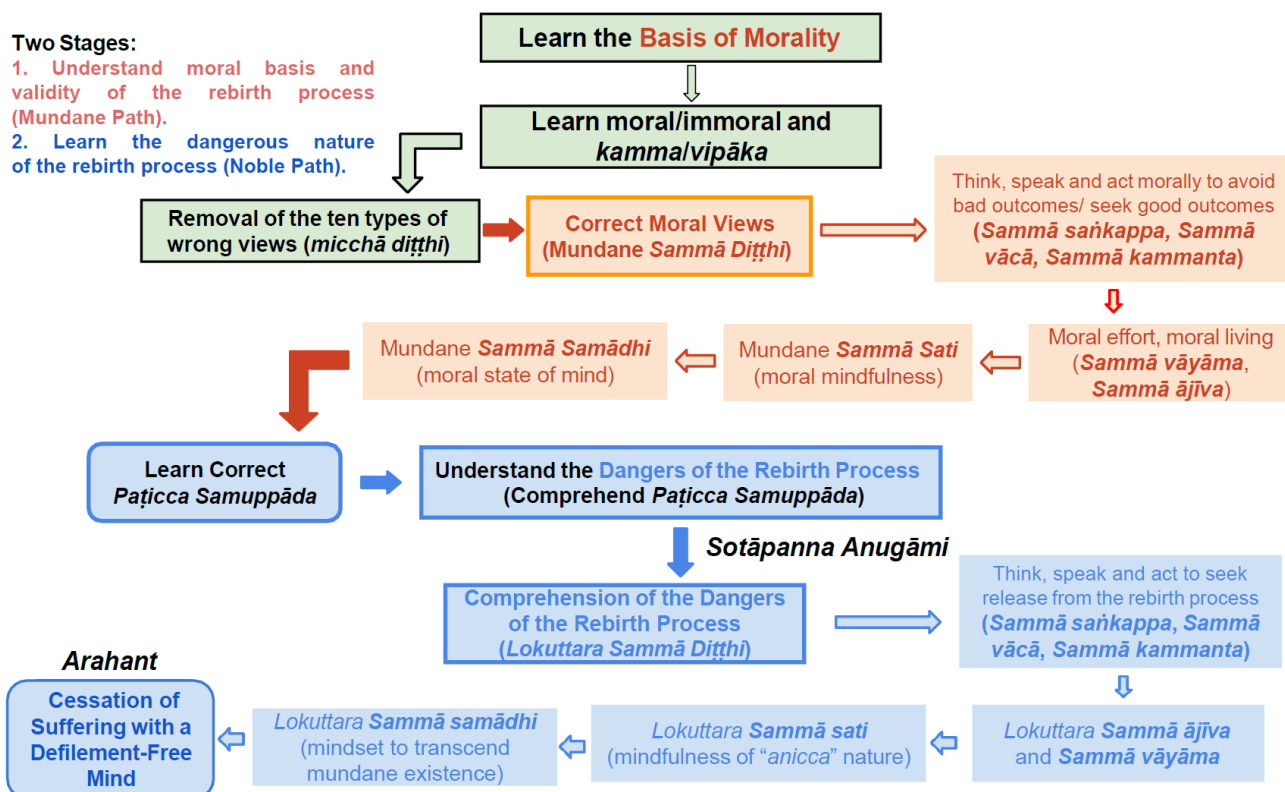 Two Stages:
1. Understand moral basis and
validity of the rebirth process
(Mundane Path).
2. Learn the dangerous nature
of the rebirth process (Noble Path).
Learn the Basis of Morality
Learn moral/immoral and
kamma/vipāka
Removal of the ten types of
wrong views (micchā diṭṭhi)
Correct Moral Views
(Mundane Sammā Diṭṭhi)
Think, speak and act morally to avoid
bad outcomes/ seek good outcomes
(Sammā saṅkappa, Sammā
vācā, Sammā kammanta)
Moral effort, moral living
(Sammā vāyāma,
Sammā ājīva)
Mundane Sammā Sati
(moral mindfulness)
Mundane Sammā Samādhi
(moral state of mind)
Learn Correct
Paṭicca Samuppāda
Understand the Dangers of the Rebirth Process
(Comprehend Paṭicca Samuppāda)
Sotāpanna Anugāmi
Comprehension of the Dangers
of the Rebirth Process
(Lokuttara Sammā Diṭṭhi)
Think, speak and act to seek
release from the rebirth process
(Sammā saṅkappa, Sammā
vācā, Sammā kammanta)
Lokuttara Sammā ājīva
and Sammā vāyāma
Lokuttara Sammā sati
(mindfulness of “anicca” nature)
Lokuttara Sammā samādhi
(mindset to transcend
mundane existence)
Arahant
Cessation of
Suffering with a
Defilement-Free
Mind